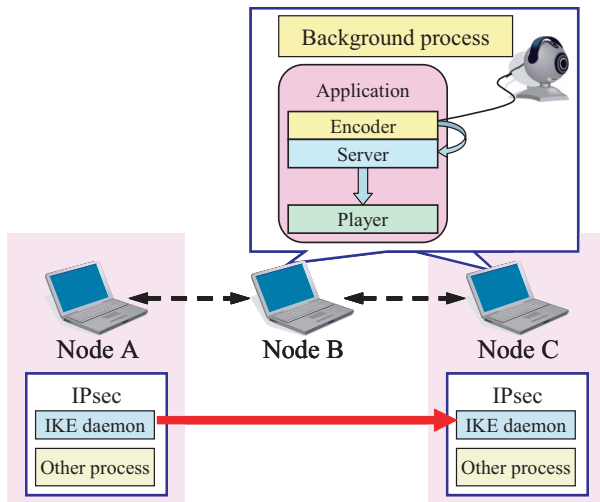 Background process
Application
Encoder
Server
Player
Node A
Node B
Node C
IPsec
IKE daemon
Other process
IPsec
IKE daemon
Other process